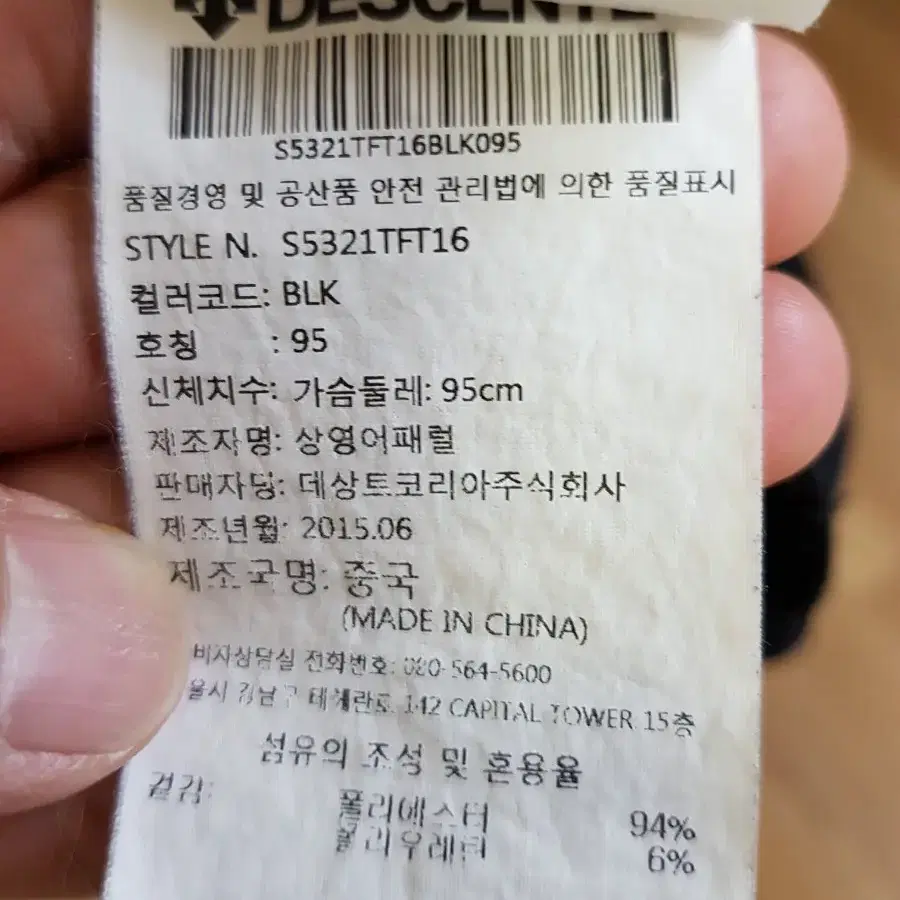 DESCENTE
S5321TFT16BLK095
품질경영 및 공산품 안전 관리법에 의한 품질표시
STYLE N. S5321TFT16
컬러코드: BLK
호칭 : 95
신체치수: 가슴둘레: 95cm
제조자명: 상영어패럴
판매자명: 데상트코리아주식회사
제조년월: 2015.06
제조국명: 중국
(MADE IN CHINA)
비자상담실 전화번호: 080-564-5600
울시 강남구 테헤란로 142 CAPITAL TOWER 15층
섬유의 조성 및 혼용율
겉감:
폴리에스터 94%
폴리우레탄 6%